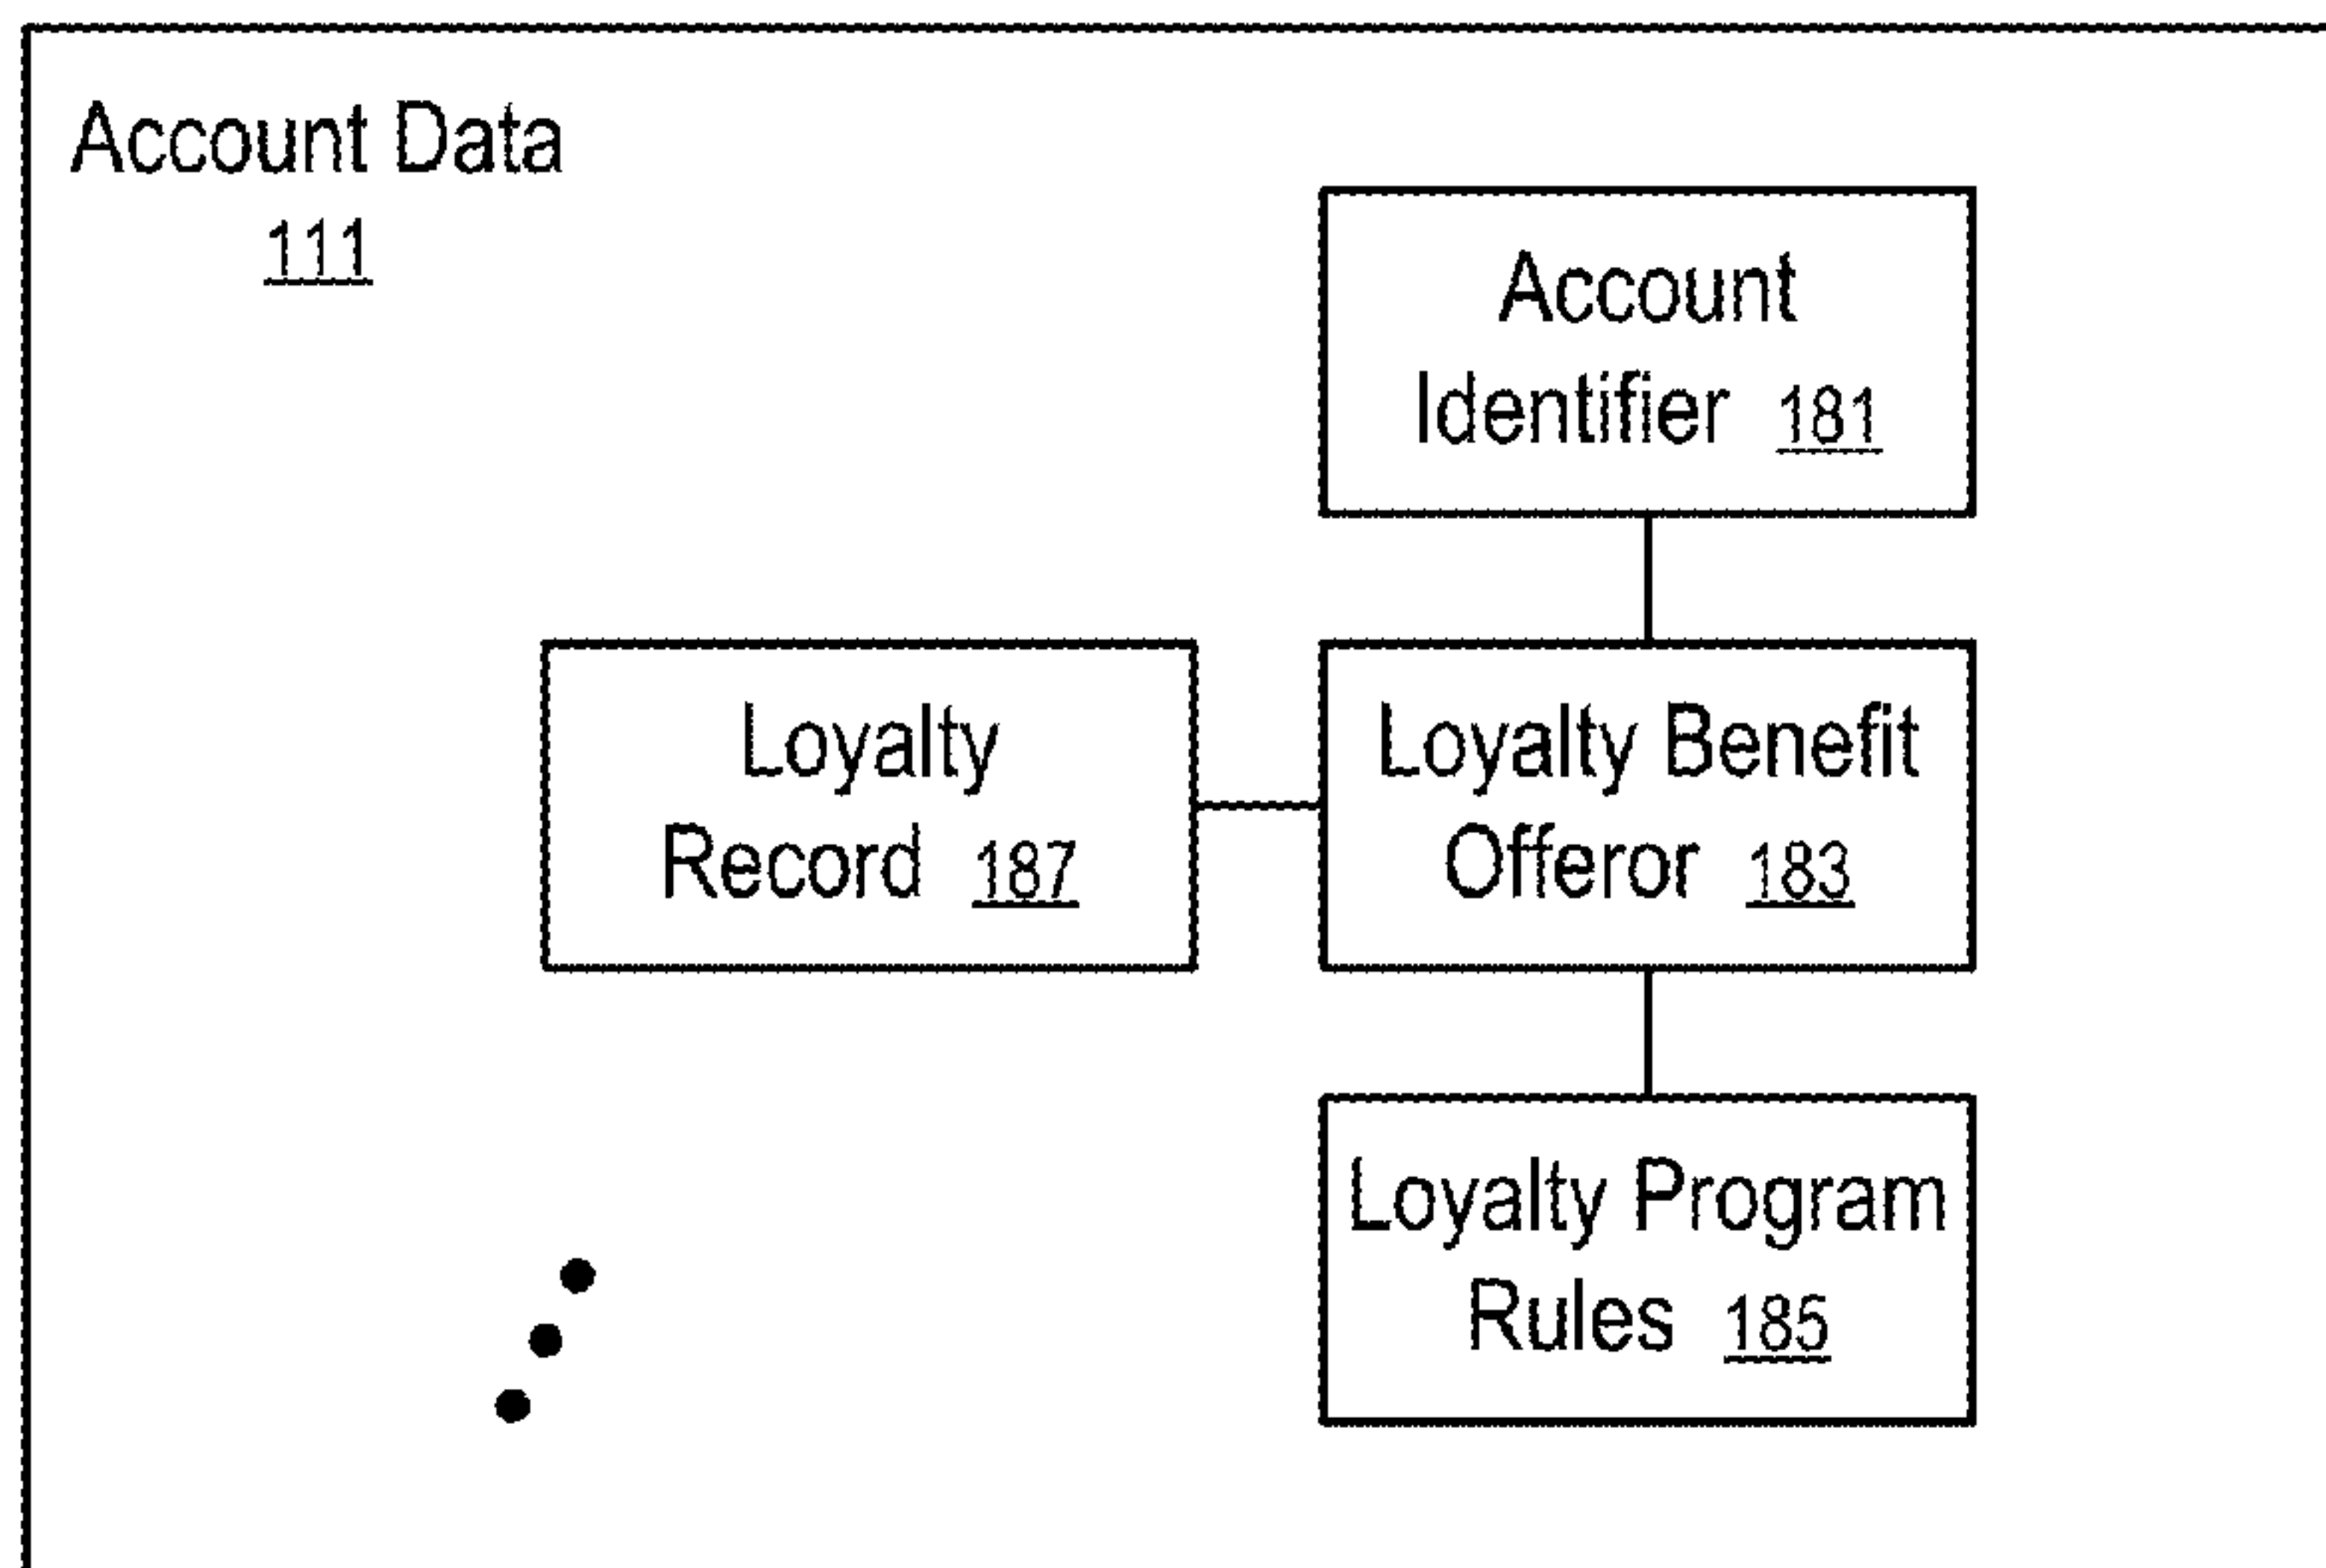 Account Data
111
Account
Identifier 181
Loyalty
Record 187
Loyalty Benefit
Offeror 183
Loyalty Program
Rules 185